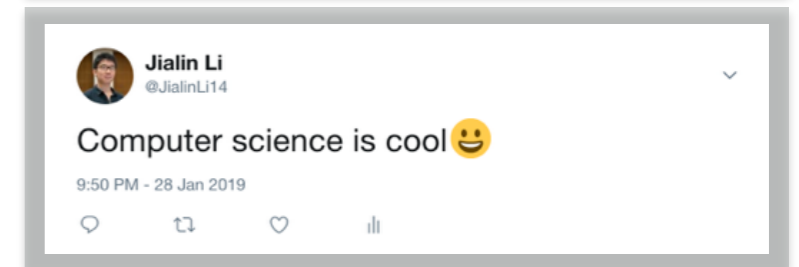 Jialin Li
@JialinLi14
Computer science is cool😃
9:50 PM - 28 Jan 2019